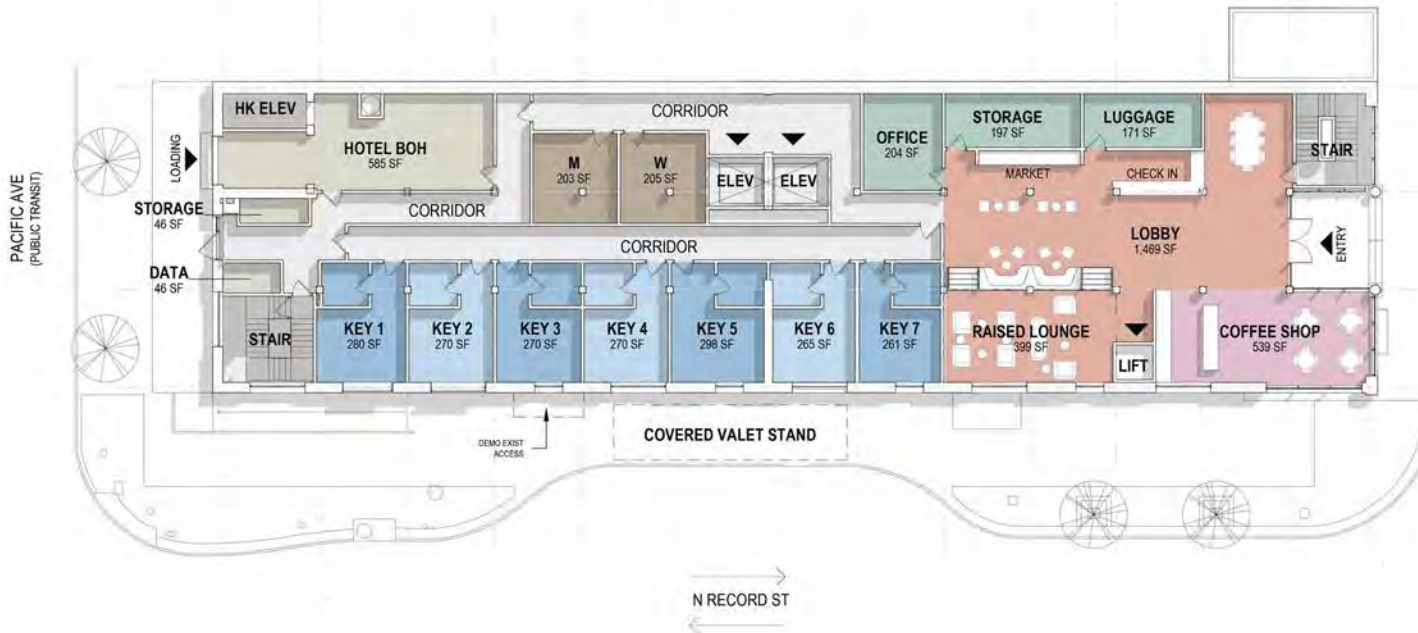 PACIFIC AVE
(PUBLIC TRANSIT)
LOADING
HK ELEV
HOTEL BOH
585 SF
STORAGE
46 SF
DATA
46 SF
STAIR
CORRIDOR
CORRIDOR
CORRIDOR
M
203 SF
W
205 SF
ELEV
ELEV
OFFICE
204 SF
STORAGE
197 SF
LUGGAGE
171 SF
STAIR
MARKET
CHECK IN
LOBBY
1,469 SF
ENTRY
KEY 1
280 SF
KEY 2
270 SF
KEY 3
270 SF
KEY 4
270 SF
KEY 5
298 SF
KEY 6
265 SF
KEY 7
261 SF
RAISED LOUNGE
399 SF
LIFT
COFFEE SHOP
539 SF
DEMO EXIST
ACCESS
COVERED VALET STAND
N RECORD ST